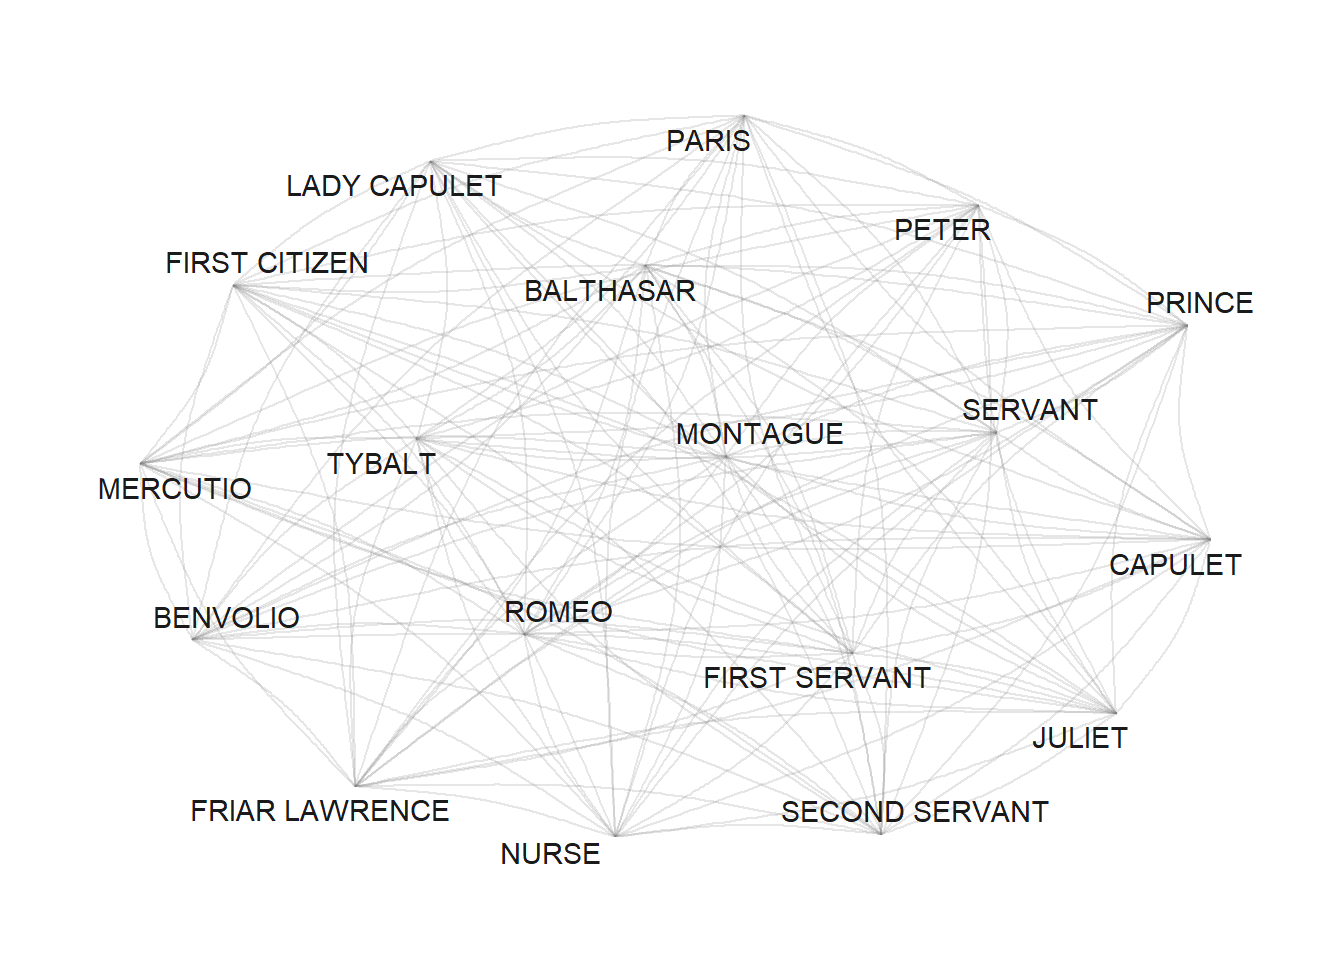 PARIS
LADY CAPULET
PETER
FIRST CITIZEN
BALTHASAR
PRINCE
SERVANT
MONTAGUE
TYBALT
MERCUTIO
CAPULET
BENVOLIO
ROMEO
FIRST SERVANT
JULIET
FRIAR LAWRENCE
SECOND SERVANT
NURSE